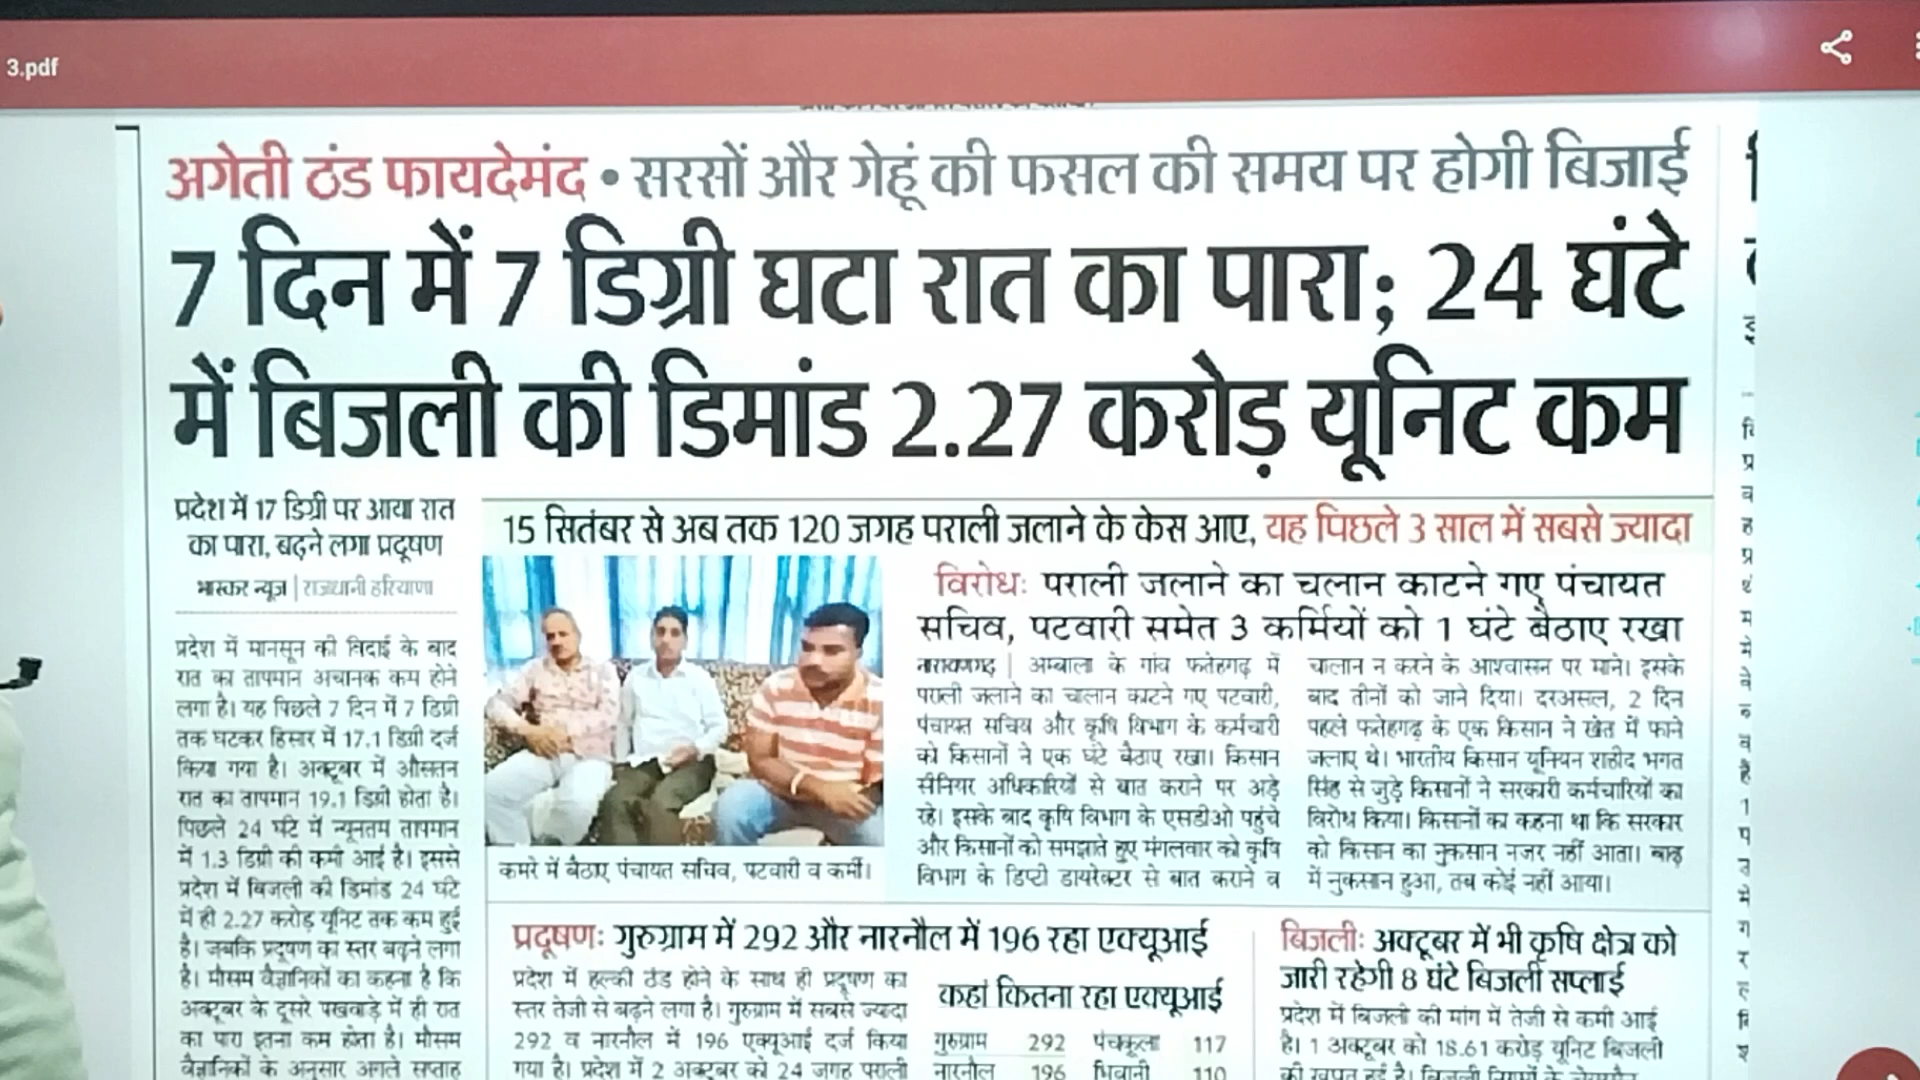 3.pdf
अगेती ठंड फायदेमंद • सरसों और गेहूं की फसल की समय पर होगी बिजाई
7 दिन में 7 डिग्री घटा रात का पारा; 24 घंटे
में बिजली की डिमांड 2.27 करोड़ यूनिट कम
प्रदेश में 17 डिग्री पर आया रात
का पारा, बढ़ने लगा प्रदूषण
भास्कर न्यूज | राजधानी हरियाणा
प्रदेश में मानसून की विदाई के बाद
रात का तापमान अचानक कम होने
लगा है। यह पिछले 7 दिन में 7 डिग्री
तक घटकर हिसार में 17.1 डिग्री दर्ज
किया गया है। अक्टूबर में औसतन
रात का तापमान 19.1 डिग्री होता है।
पिछले 24 घंटे में न्यूनतम तापमान
में 1.3 डिग्री की कमी आई है। इससे
प्रदेश में बिजली की डिमांड 24 घंटे
में ही 2.27 करोड़ यूनिट तक कम हुई
है। जबकि प्रदूषण का स्तर बढ़ने लगा
है। मौसम वैज्ञानिकों का कहना है कि
अक्टूबर के दूसरे पखवाड़े में ही रात
का पारा इतना कम होता है। मौसम
वैज्ञानिकों के अनुसार अगले सप्ताह
15 सितंबर से अब तक 120 जगह पराली जलाने के केस आए, यह पिछले 3 साल में सबसे ज्यादा
कमरे में बैठाए पंचायत सचिव, पटवारी व कर्मी।
विरोध: पराली जलाने का चलान काटने गए पंचायत
सचिव, पटवारी समेत 3 कर्मियों को 1 घंटे बैठाए रखा
नारायणगढ़ | अम्बाला के गांव फतेहगढ़ में
पराली जलाने का चालान काटने गए पटवारी,
पंचायत सचिव और कृषि विभाग के कर्मचारी
को किसानों ने एक घंटे बैठाए रखा। किसान
सीनियर अधिकारियों से बात कराने पर अड़े
रहे। इसके बाद कृषि विभाग के एसडीओ पहुंचे
और किसानों को समझाते हुए मंगलवार को कृषि
विभाग के डिप्टी डायरेक्टर से बात कराने व
चालान न करने के आश्वासन पर माने। इसके
बाद तीनों को जाने दिया। दरअसल, 2 दिन
पहले फतेहगढ़ के एक किसान ने खेत में फाने
जलाए थे। भारतीय किसान यूनियन शहीद भगत
सिंह से जुड़े किसानों ने सरकारी कर्मचारियों का
विरोध किया। किसानों का कहना था कि सरकार
को किसान का नुकसान नजर नहीं आता। बाढ़
में नुकसान हुआ, तब कोई नहीं आया।
प्रदूषण: गुरुग्राम में 292 और नारनौल में 196 रहा एक्यूआई
प्रदेश में हल्की ठंड होने के साथ ही प्रदूषण का
स्तर तेजी से बढ़ने लगा है। गुरुग्राम में सबसे ज्यादा
292 व नारनौल में 196 एक्यूआई दर्ज किया
गया है। प्रदेश में 2 अक्टूबर को 24 जगह पराली
कहां कितना रहा एक्यूआई
गुरुग्राम 292 पंचकूला 117
नारनौल 196 भिवानी 110
बिजली: अक्टूबर में भी कृषि क्षेत्र को
जारी रहेगी 8 घंटे बिजली सप्लाई
प्रदेश में बिजली की मांग में तेजी से कमी आई
है। 1 अक्टूबर को 18.61 करोड़ यूनिट बिजली
की खपत हुई है। बिजली निगमों के चेयरमैन